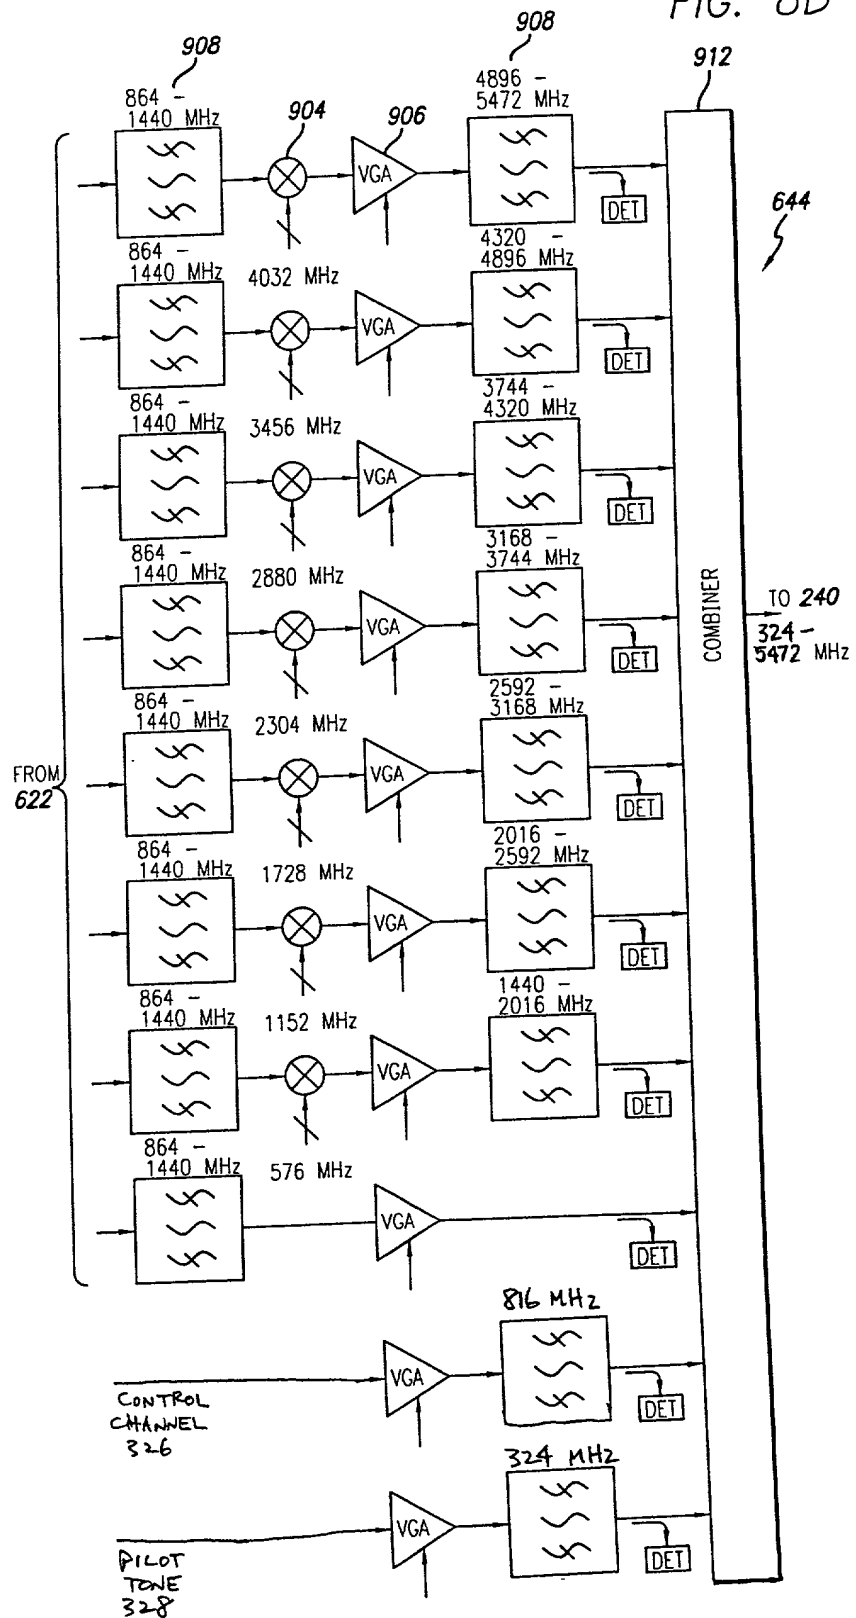 FIG. 8D
908
908
912
864 -
1440 MHz
904
906
4896 -
5472 MHz
VGA
DET
644
864 -
1440 MHz
4032 MHz
4320 -
4896 MHz
VGA
DET
864 -
1440 MHz
3456 MHz
3744 -
4320 MHz
VGA
DET
864 -
1440 MHz
2880 MHz
3168 -
3744 MHz
VGA
DET
COMBINER
TO 240
324 -
5472 MHz
864 -
1440 MHz
2304 MHz
2592 -
3168 MHz
VGA
DET
FROM
622
864 -
1440 MHz
1728 MHz
2016 -
2592 MHz
VGA
DET
864 -
1440 MHz
1152 MHz
1440 -
2016 MHz
VGA
DET
864 -
1440 MHz
576 MHz
VGA
DET
816 MHz
VGA
DET
CONTROL
CHANNEL
326
324 MHz
VGA
DET
PILOT
TONE
328